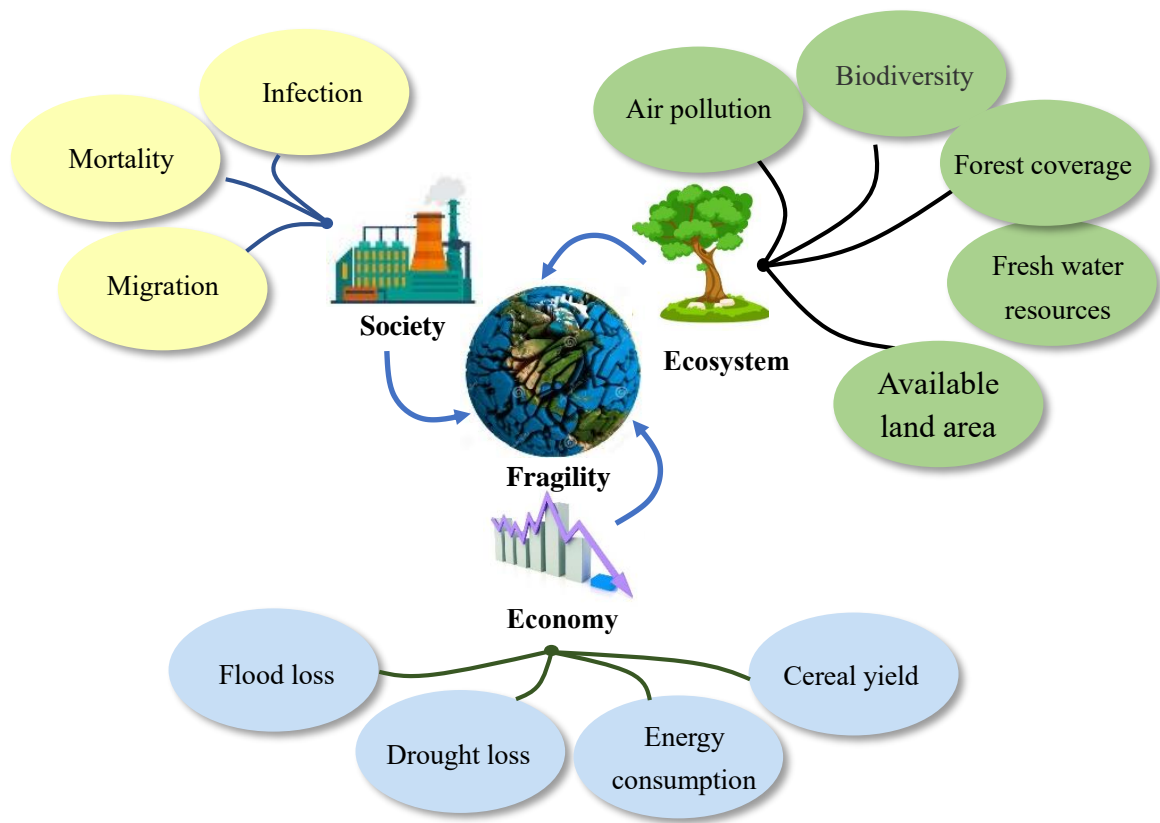 Infection
Mortality
Migration
Society
Air pollution
Biodiversity
Forest coverage
Fresh water
resources
Available
land area
Ecosystem
Fragility
Economy
Flood loss
Drought loss
Energy
consumption
Cereal yield